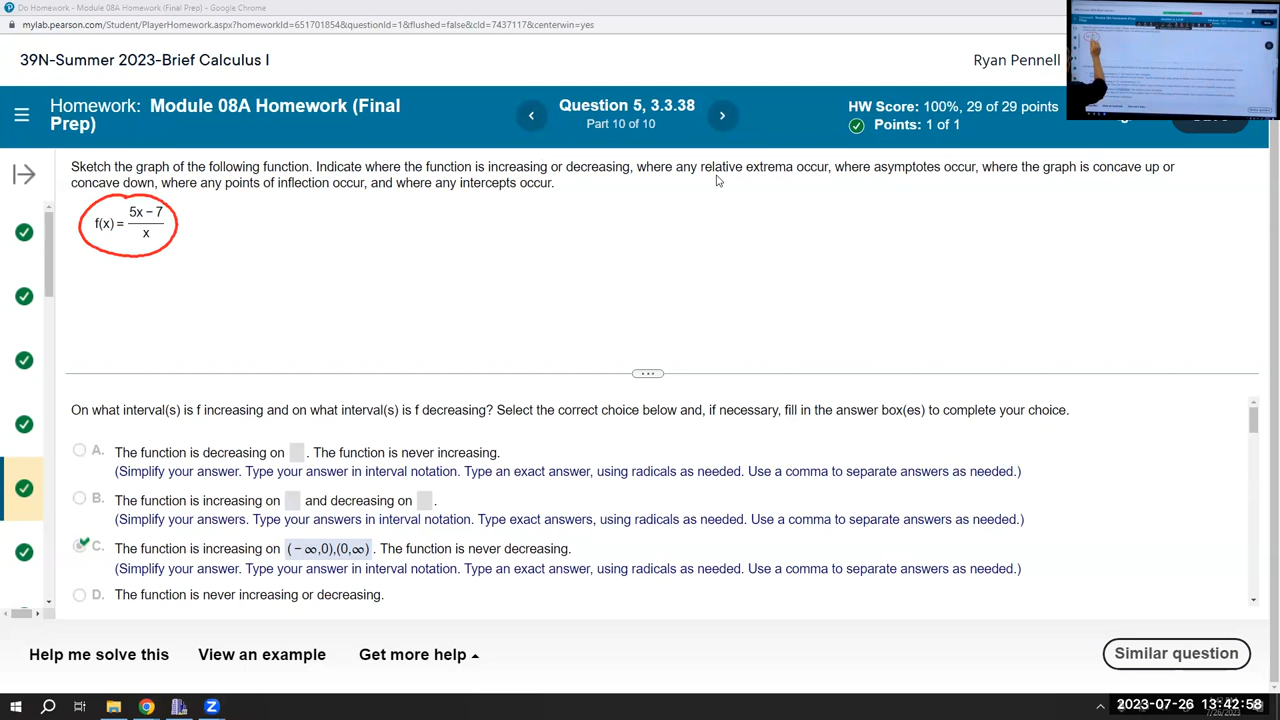 Do Homework - Module 08A Homework (Final Prep) - Google Chrome
mylab.pearson.com/Student/PlayerHomework.aspx?homeworkId=651701854&questionId=1&flushed=false&cId=7437117&centerwin=yes
39N-Summer 2023-Brief Calculus I
Ryan Pennell
Homework: Module 08A Homework (Final Prep)
Question 5, 3.3.38
Part 10 of 10
HW Score: 100%, 29 of 29 points
Points: 1 of 1
Sketch the graph of the following function. Indicate where the function is increasing or decreasing, where any relative extrema occur, where asymptotes occur, where the graph is concave up or
concave down, where any points of inflection occur, and where any intercepts occur.
f(x) = 5x − 7 / x
On what interval(s) is f increasing and on what interval(s) is f decreasing? Select the correct choice below and, if necessary, fill in the answer box(es) to complete your choice.
A. The function is decreasing on . The function is never increasing.
(Simplify your answer. Type your answer in interval notation. Type an exact answer, using radicals as needed. Use a comma to separate answers as needed.)
B. The function is increasing on and decreasing on .
(Simplify your answers. Type your answers in interval notation. Type exact answers, using radicals as needed. Use a comma to separate answers as needed.)
C. The function is increasing on (−∞,0),(0,∞). The function is never decreasing.
(Simplify your answer. Type your answer in interval notation. Type an exact answer, using radicals as needed. Use a comma to separate answers as needed.)
D. The function is never increasing or decreasing.
Help me solve this
View an example
Get more help
Similar question
2023-07-26 13:42:58